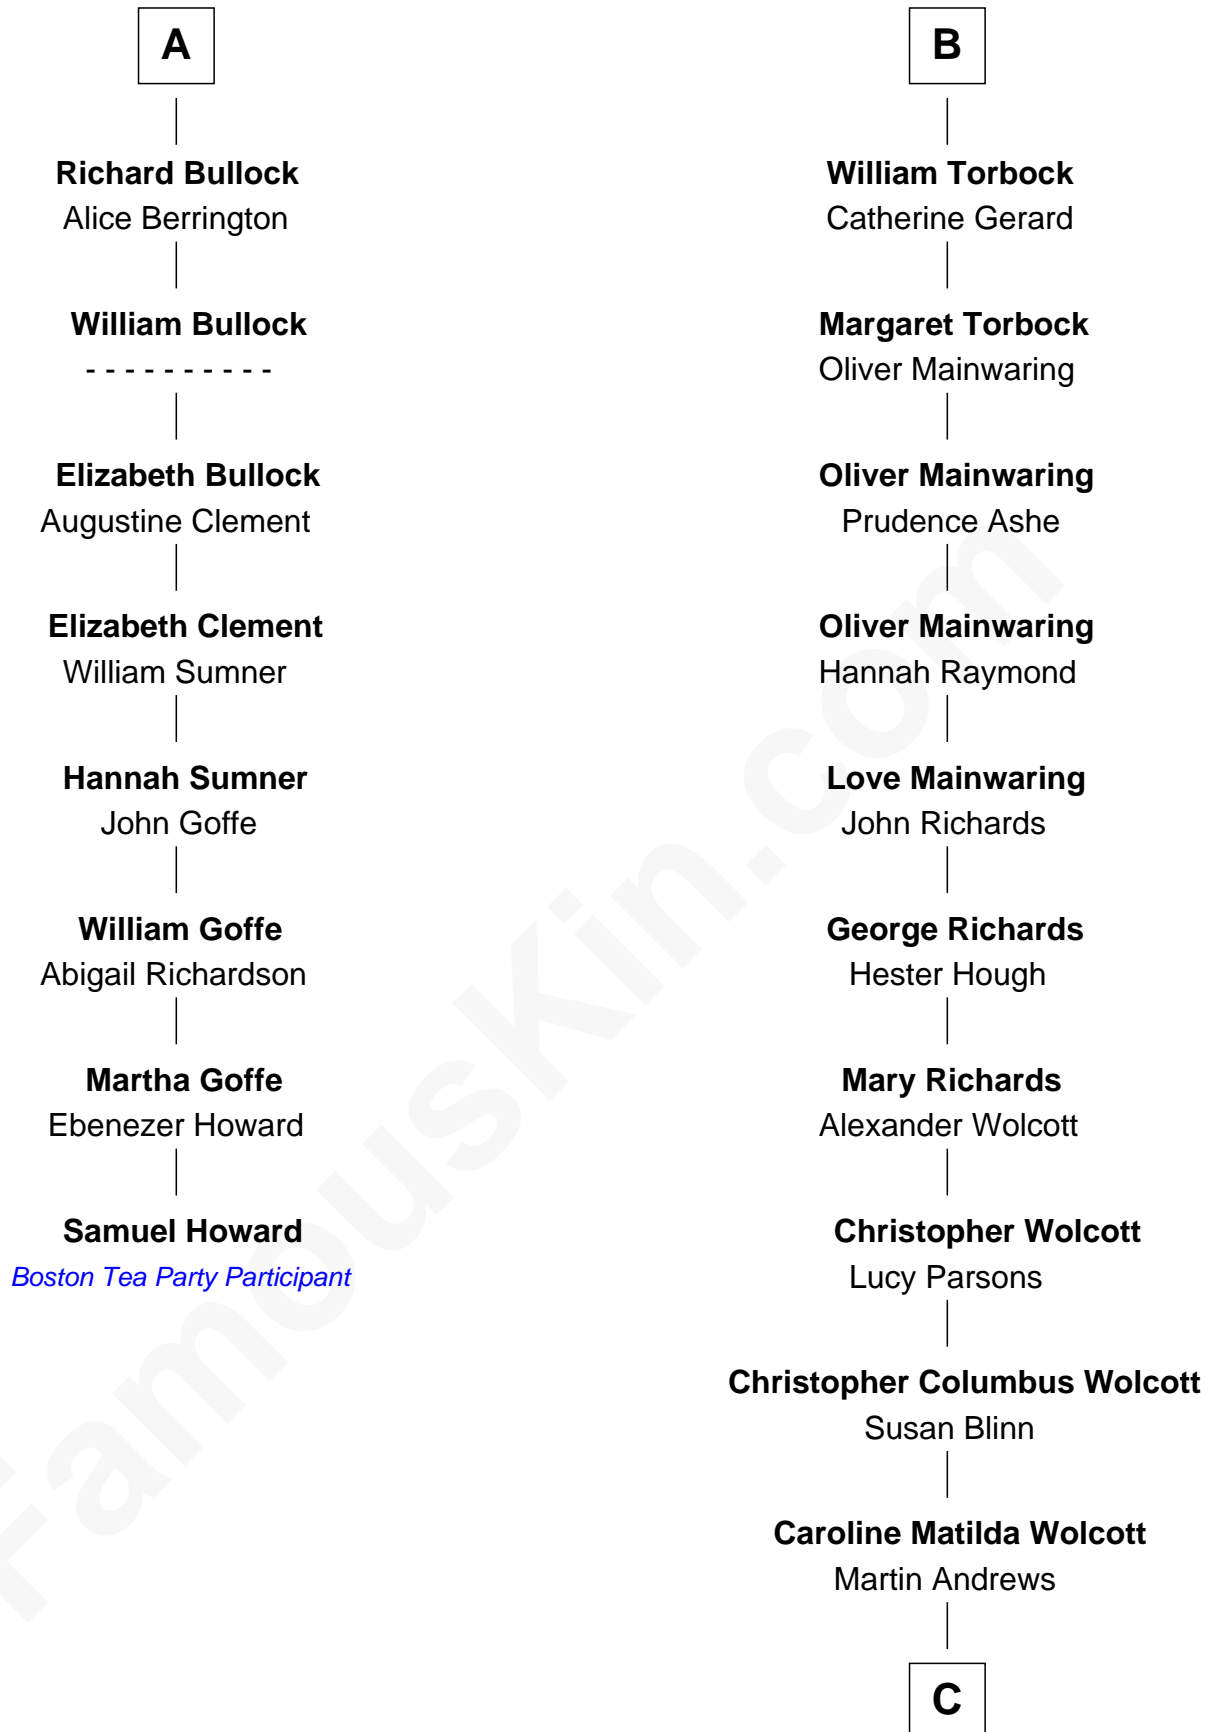 A
Richard Bullock
Alice Berrington
William Bullock
- - - - - - - - - -
Elizabeth Bullock
Augustine Clement
Elizabeth Clement
William Sumner
Hannah Sumner
John Goffe
William Goffe
Abigail Richardson
Martha Goffe
Ebenezer Howard
Samuel Howard
Boston Tea Party Participant
B
William Torbock
Catherine Gerard
Margaret Torbock
Oliver Mainwaring
Oliver Mainwaring
Prudence Ashe
Oliver Mainwaring
Hannah Raymond
Love Mainwaring
John Richards
George Richards
Hester Hough
Mary Richards
Alexander Wolcott
Christopher Wolcott
Lucy Parsons
Christopher Columbus Wolcott
Susan Blinn
Caroline Matilda Wolcott
Martin Andrews
C
FamousKin.com